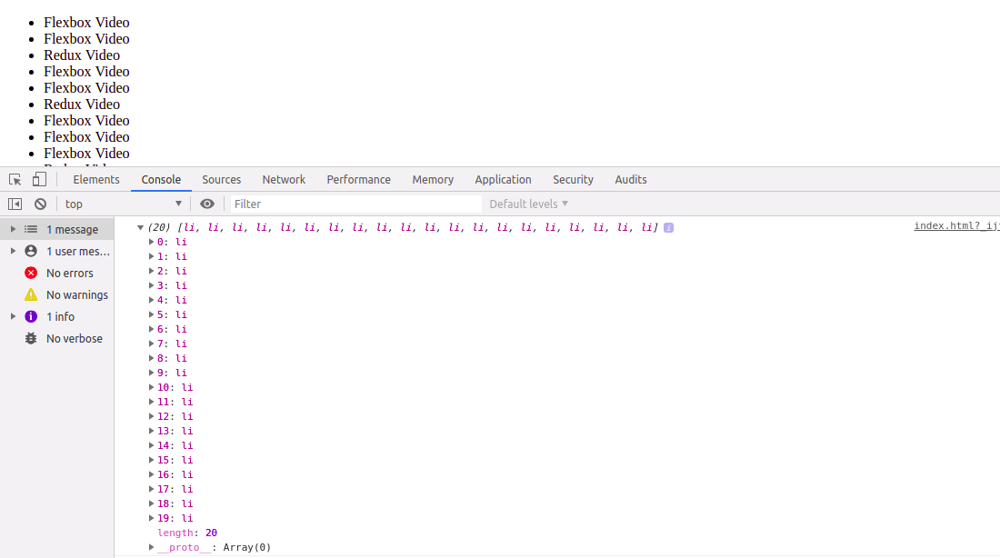 Flexbox Video
Flexbox Video
Redux Video
Flexbox Video
Flexbox Video
Redux Video
Flexbox Video
Flexbox Video
Flexbox Video
Elements Console Sources Network Performance Memory Application Security Audits
top Filter Default levels
1 message
1 user mes...
No errors
No warnings
1 info
No verbose
(20) [li, li, li, li, li, li, li, li, li, li, li, li, li, li, li, li, li, li, li, li] i index.html?_ij
0: li
1: li
2: li
3: li
4: li
5: li
6: li
7: li
8: li
9: li
10: li
11: li
12: li
13: li
14: li
15: li
16: li
17: li
18: li
19: li
length: 20
__proto__: Array(0)